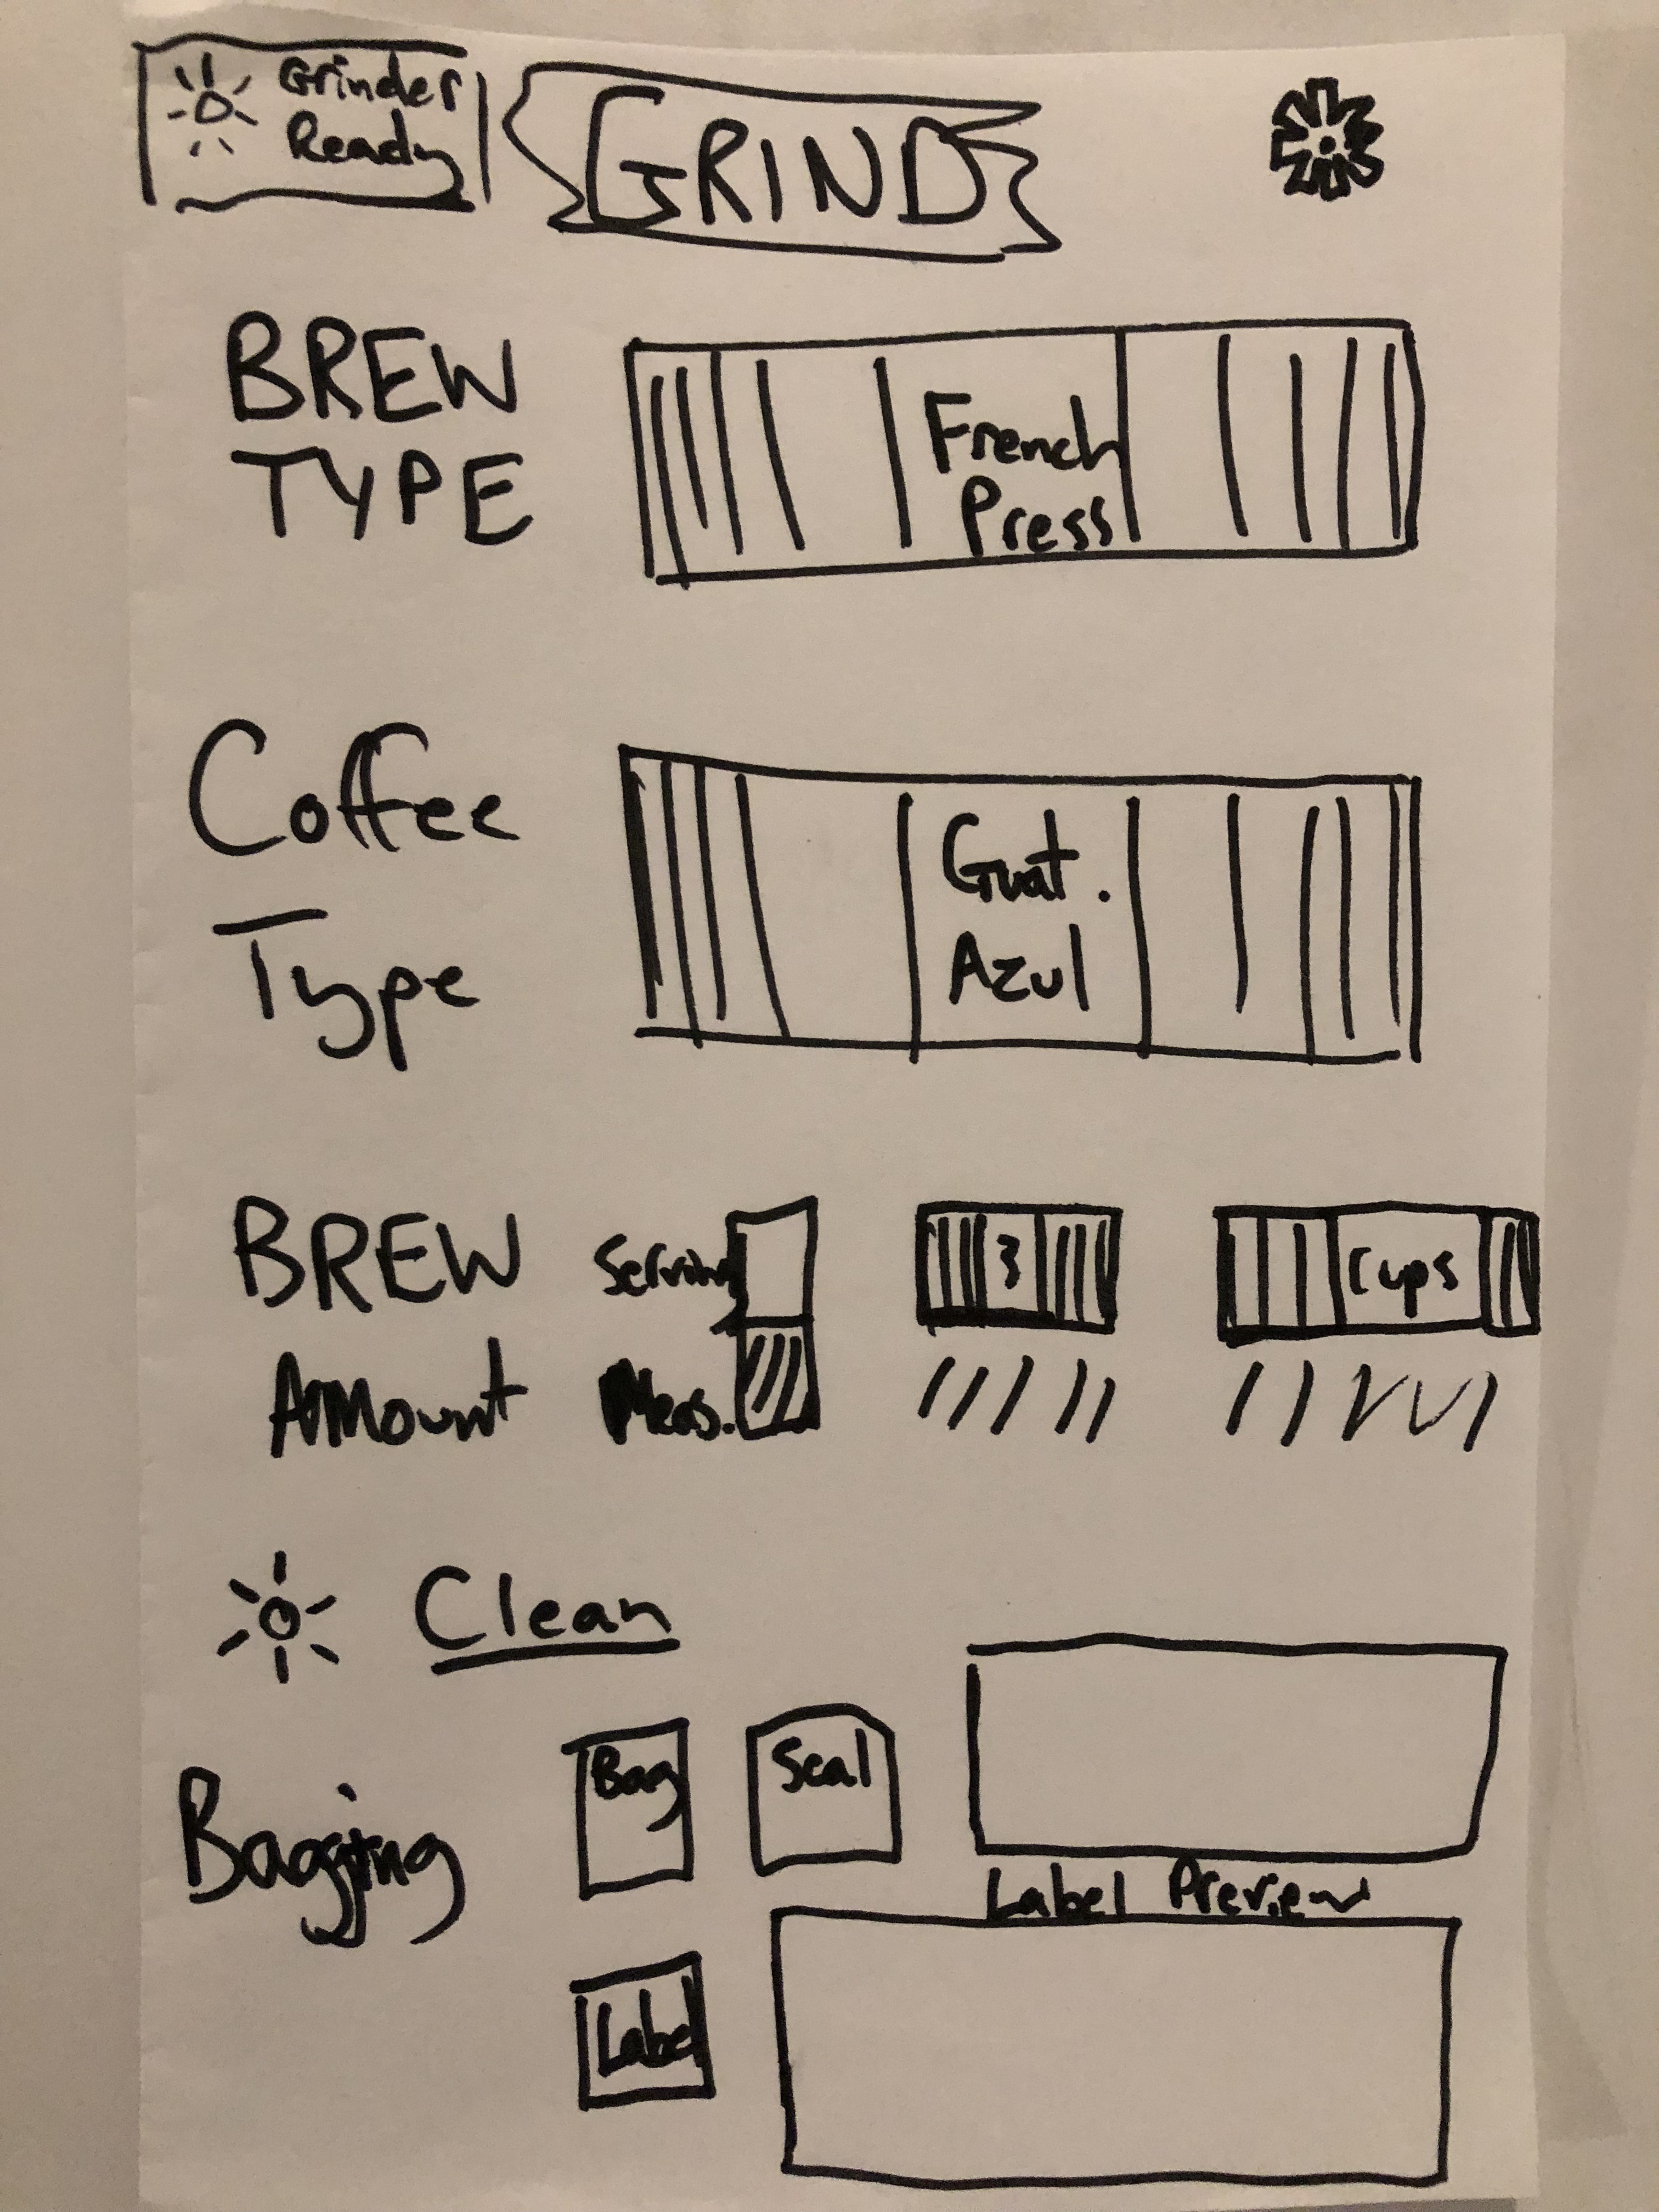 Grinder
Ready
GRIND
BREW
TYPE
French
Press
Coffee
Type
Guat.
Azul
BREW
Amount
Serving
Meas.
3
Cups
Clean
Bagging
Bag
Seal
Label Preview
Label